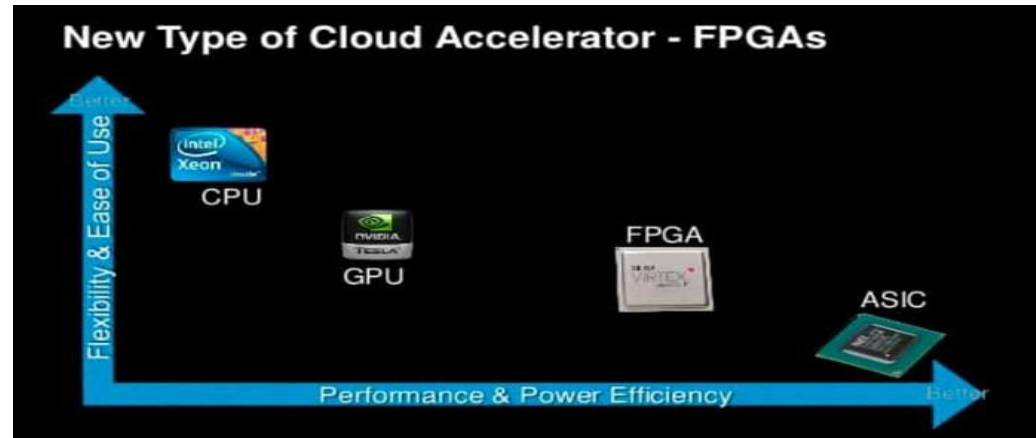 New Type of Cloud Accelerator - FPGAs
Better
Flexibility & Ease of Use
intel
Xeon
inside
CPU
NVIDIA
TESLA
GPU
FPGA
VIRTEX
ASIC
Performance & Power Efficiency
Better